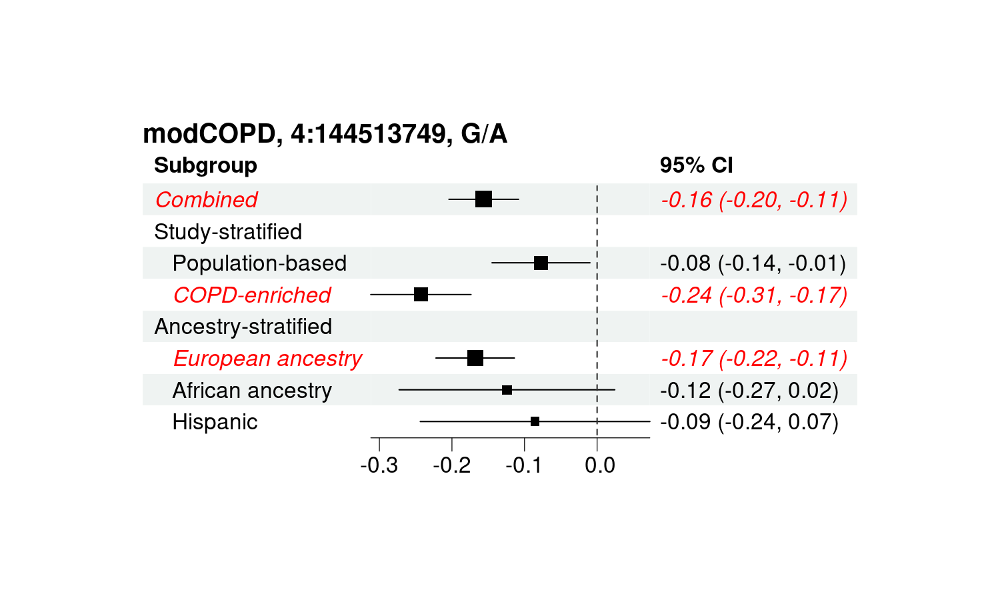 modCOPD, 4:144513749, G/A
Subgroup 95% CI
Combined -0.16 (-0.20, -0.11)
Study-stratified
Population-based -0.08 (-0.14, -0.01)
COPD-enriched -0.24 (-0.31, -0.17)
Ancestry-stratified
European ancestry -0.17 (-0.22, -0.11)
African ancestry -0.12 (-0.27, 0.02)
Hispanic -0.09 (-0.24, 0.07)
-0.3 -0.2 -0.1 0.0